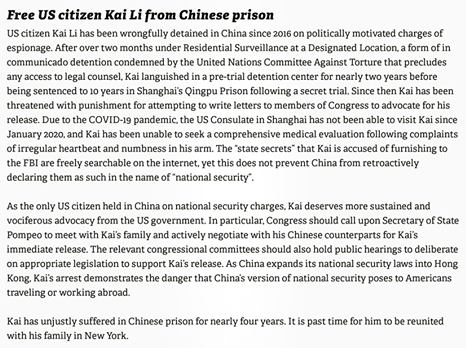 Free US citizen Kai Li from Chinese prison
US citizen Kai Li has been wrongfully detained in China since 2016 on politically motivated charges of
espionage. After over two months under Residential Surveillance at a Designated Location, a form of in
communicado detention condemned by the United Nations Committee Against Torture that precludes
any access to legal counsel, Kai languished in a pre-trial detention center for nearly two years before
being sentenced to 10 years in Shanghai's Qingpu Prison following a secret trial. Since then Kai has been
threatened with punishment for attempting to write letters to members of Congress to advocate for his
release. Due to the COVID-19 pandemic, the US Consulate in Shanghai has not been able to visit Kai since
January 2020, and Kai has been unable to seek a comprehensive medical evaluation following complaints
of irregular heartbeat and numbness in his arm. The "state secrets" that Kai is accused of furnishing to
the FBI are freely searchable on the internet, yet this does not prevent China from retroactively
declaring them as such in the name of "national security".
As the only US citizen held in China on national security charges, Kai deserves more sustained and
vociferous advocacy from the US government. In particular, Congress should call upon Secretary of State
Pompeo to meet with Kai's family and actively negotiate with his Chinese counterparts for Kai's
immediate release. The relevant congressional committees should also hold public hearings to deliberate
on appropriate legislation to support Kai's release. As China expands its national security laws into Hong
Kong, Kai's arrest demonstrates the danger that China's version of national security poses to Americans
traveling or working abroad.
Kai has unjustly suffered in Chinese prison for nearly four years. It is past time for him to be reunited
with his family in New York.